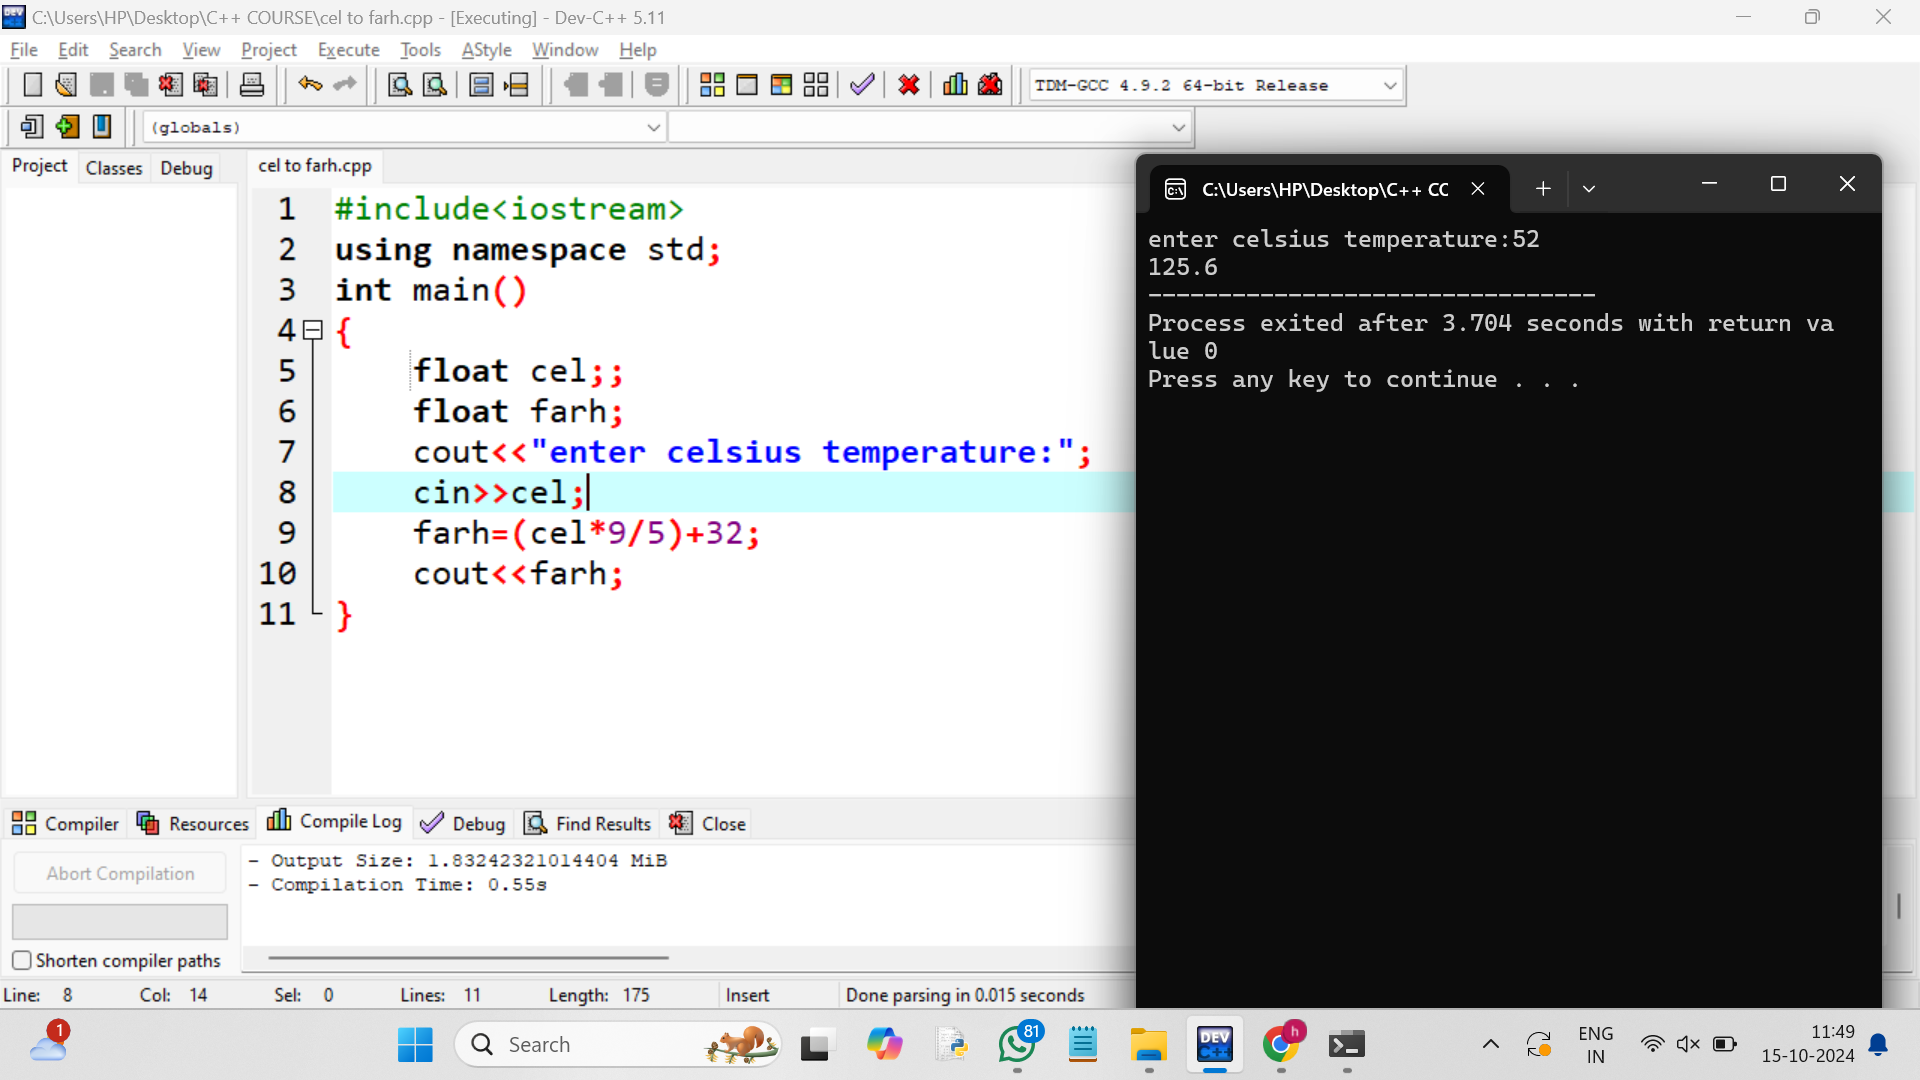 C:\Users\HP\Desktop\C++ COURSE\cel to farh.cpp - [Executing] - Dev-C++ 5.11
File Edit Search View Project Execute Tools AStyle Window Help
TDM-GCC 4.9.2 64-bit Release
(globals)
Project Classes Debug
cel to farh.cpp
1 #include<iostream>
2 using namespace std;
3 int main()
4 {
5 float cel;;
6 float farh;
7 cout<<"enter celsius temperature:";
8 cin>>cel;
9 farh=(cel*9/5)+32;
10 cout<<farh;
11 }
C:\Users\HP\Desktop\C++ CC
enter celsius temperature:52
125.6
--------------------------------
Process exited after 3.704 seconds with return va
lue 0
Press any key to continue . . .
Compiler Resources Compile Log Debug Find Results Close
Abort Compilation
Shorten compiler paths
- Output Size: 1.83242321014404 MiB
- Compilation Time: 0.55s
Line: 8 Col: 14 Sel: 0 Lines: 11 Length: 175 Insert Done parsing in 0.015 seconds
1
Search
81
DEV
C++
h
ENG
IN
11:49
15-10-2024